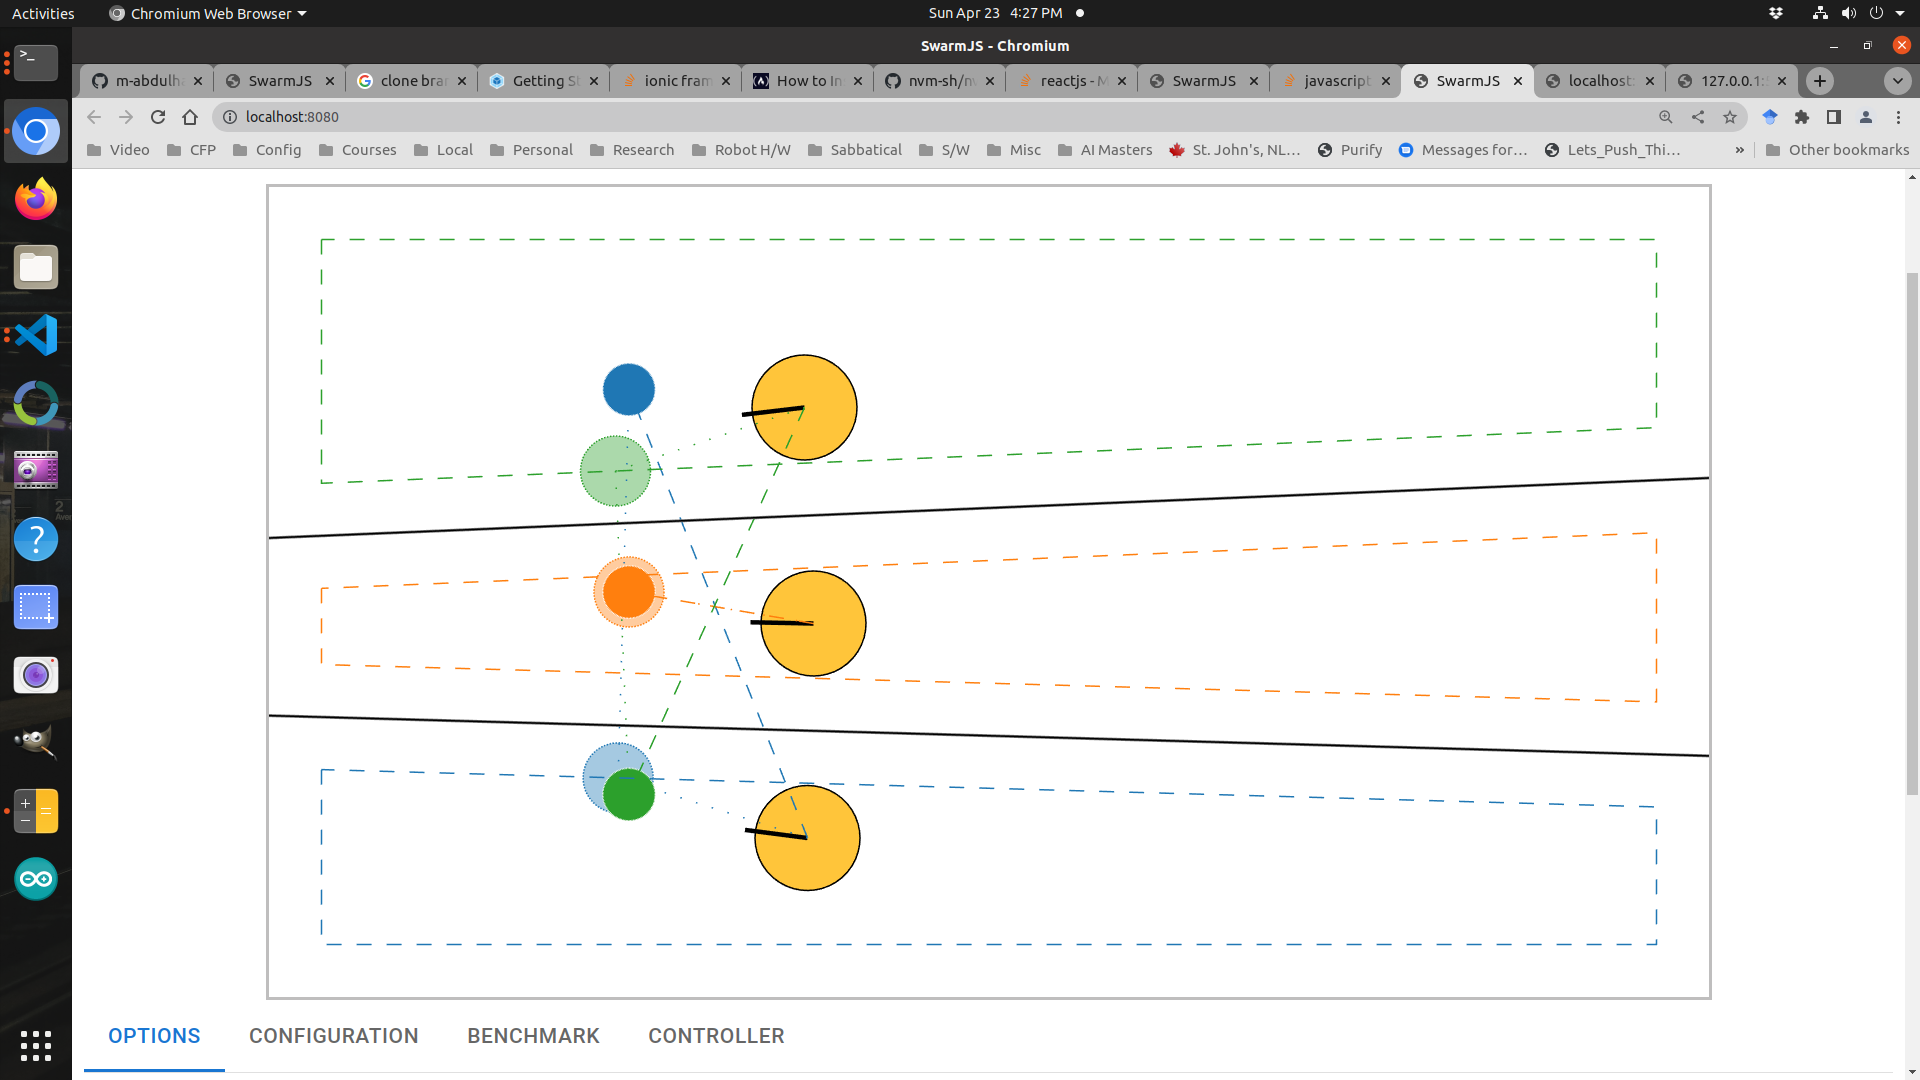 Activities
Chromium Web Browser
Sun Apr 23 4:27 PM
SwarmJS - Chromium
m-abdulh
SwarmJS
clone bra
Getting S
ionic fram
How to In
nvm-sh/n
reactjs - M
SwarmJS
javascript
SwarmJS
localhost:
127.0.0.1:
localhost:8080
Video
CFP
Config
Courses
Local
Personal
Research
Robot H/W
Sabbatical
S/W
Misc
AI Masters
St. John's, NL...
Purify
Messages for...
Lets_Push_Thi...
»
Other bookmarks
OPTIONS
CONFIGURATION
BENCHMARK
CONTROLLER